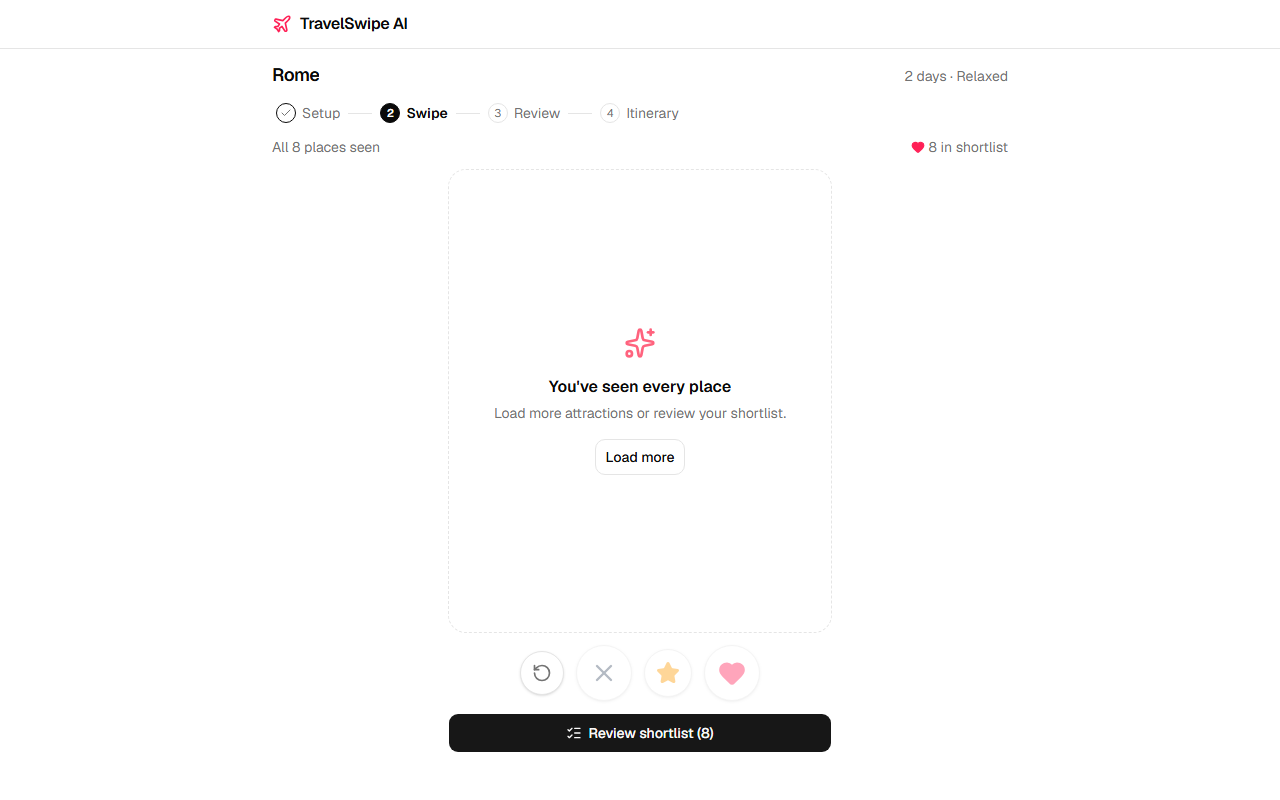 TravelSwipe AI
Rome
2 days · Relaxed
Setup
2 Swipe
3 Review
4 Itinerary
All 8 places seen
8 in shortlist
You've seen every place
Load more attractions or review your shortlist.
Load more
Review shortlist (8)